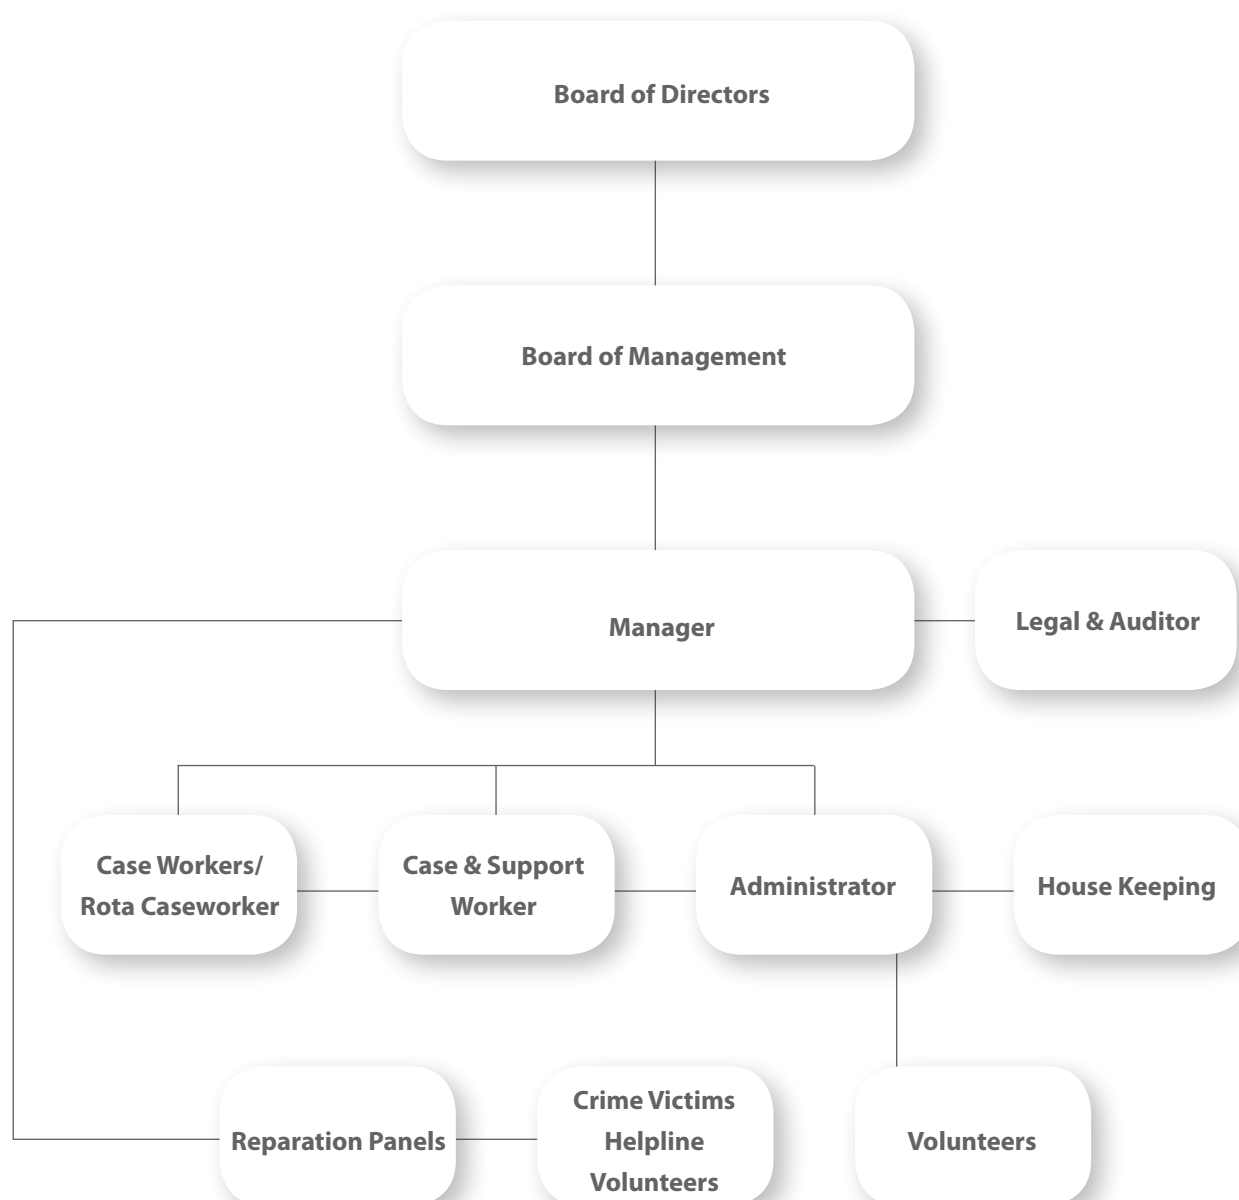 Board of Directors
Board of Management
Manager
Legal & Auditor
Case Workers/
Rota Caseworker
Case & Support
Worker
Administrator
House Keeping
Reparation Panels
Crime Victims
Helpline
Volunteers
Volunteers